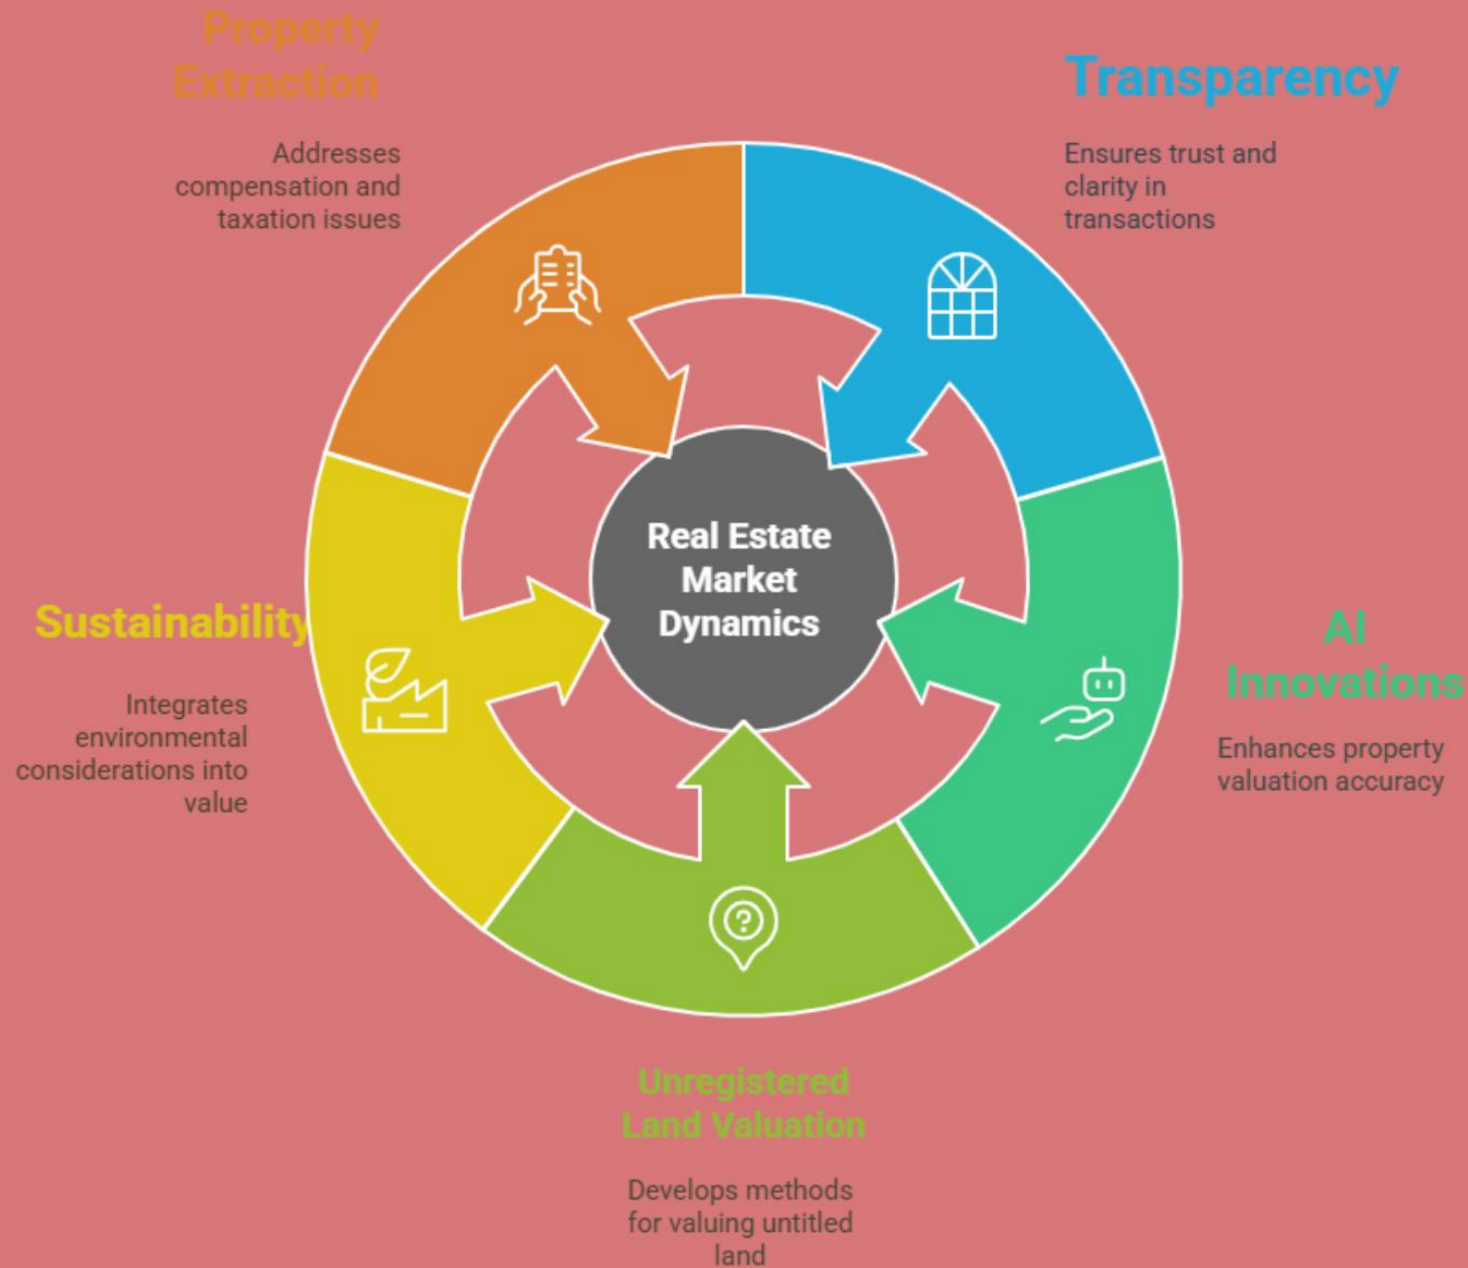 Property
Extraction
Addresses
compensation and
taxation issues
Transparency
Ensures trust and
clarity in
transactions
Real Estate
Market
Dynamics
Sustainability
Integrates
environmental
considerations into
value
AI
Innovations
Enhances property
valuation accuracy
Unregistered
Land Valuation
Develops methods
for valuing untitled
land